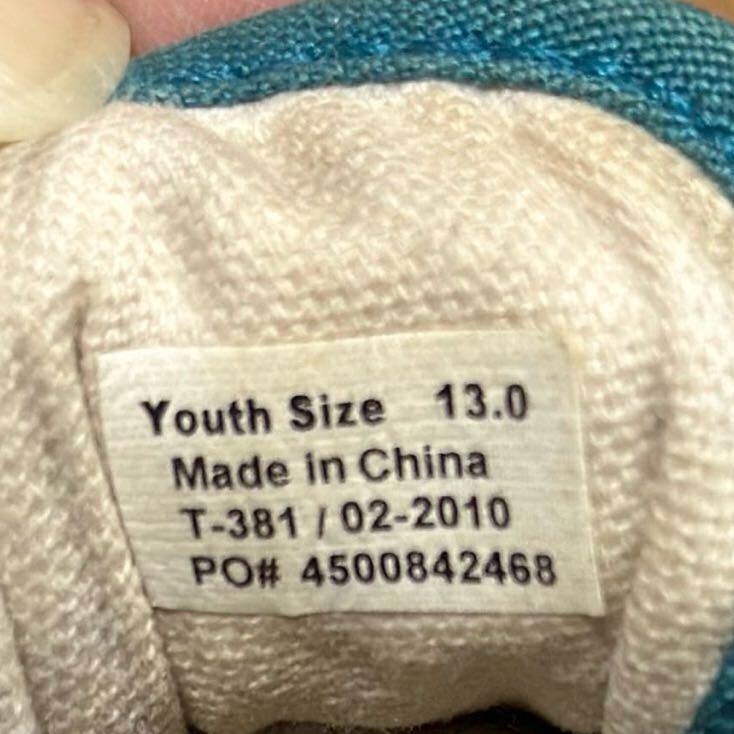 Youth Size 13.0
Made in China
T-381 / 02-2010
PO# 4500842468